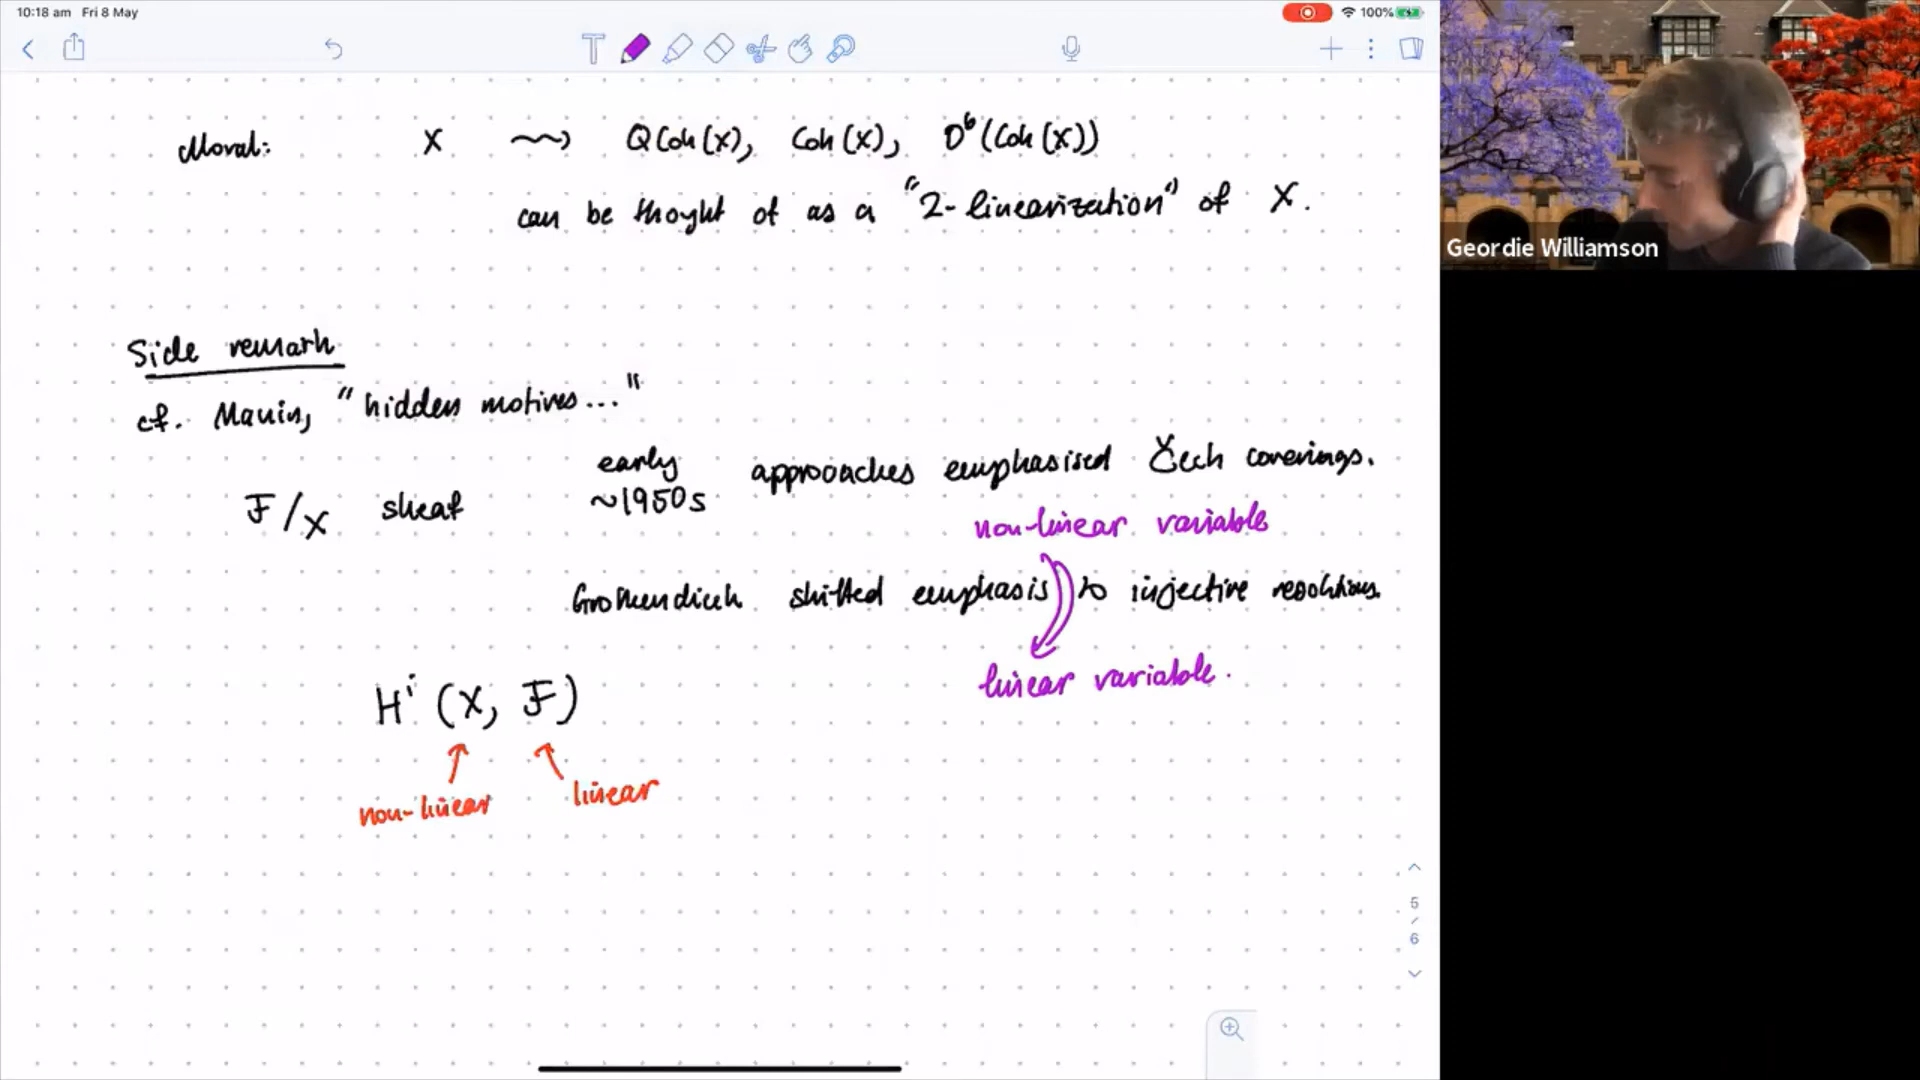 10:18 am Fri 8 May
100%
Moral: X ⇝ QCoh(X), Coh(X), D^b(Coh(X))
can be thoght of as a "2-linearization" of X.
Geordie Williamson
Side remark
cf. Manin, "hidden motives..."
F/X sheaf early ~1950s approaches emphasised Čech coverings.
non-linear variable
Grothendieck shifted emphasis to injective resolutions.
linear variable.
H^i (X, F)
non-linear
linear
5
/
6